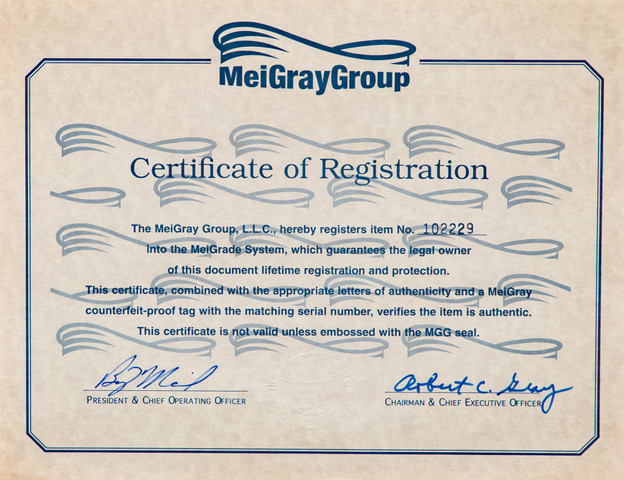 MeiGrayGroup
Certificate of Registration
The MeiGray Group, L.L.C., hereby registers item No. 102229
into the MeiGrade System, which guarantees the legal owner
of this document lifetime registration and protection.
This certificate, combined with the appropriate letters of authenticity and a MeiGray
counterfeit-proof tag with the matching serial number, verifies the item is authentic.
This certificate is not valid unless embossed with the MGG seal.
Robert C. Gray
PRESIDENT & CHIEF OPERATING OFFICER
CHAIRMAN & CHIEF EXECUTIVE OFFICER